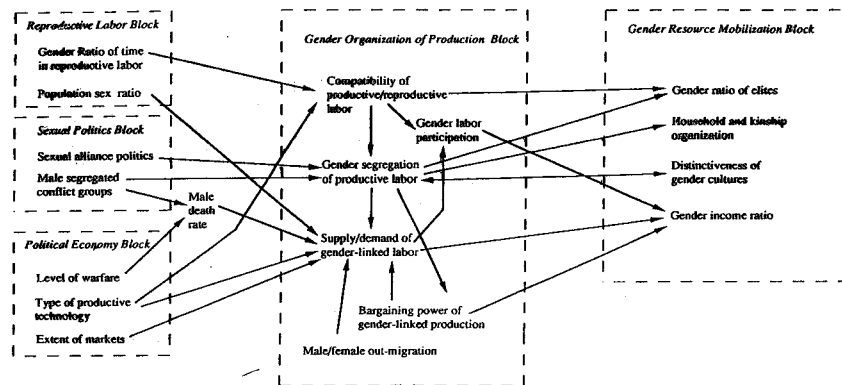 Reproductive Labor Block
Gender Ratio of time
in reproductive labor
Population sex ratio
Sexual Politics Block
Sexual alliance politics
Male segregated
conflict groups
Male
death
rate
Political Economy Block
Level of warfare
Type of productive
technology
Extent of markets
Gender Organization of Production Block
Compatibility of
productive/reproductive
labor
Gender labor
participation
Gender segregation
of productive labor
Supply/demand of
gender-linked labor
Bargaining power of
gender-linked production
Male/female out-migration
Gender Resource Mobilization Block
Gender ratio of elites
Household and kinship
organization
Distinctiveness of
gender cultures
Gender income ratio